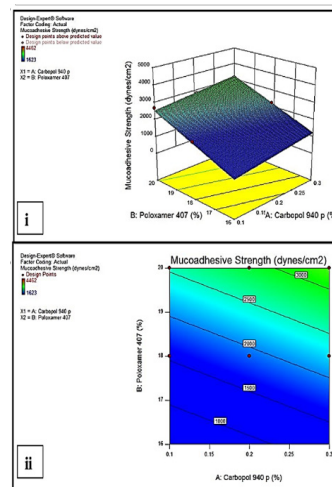 Design-Expert® Software
Factor Coding: Actual
Mucoadhesive Strength (dynes/cm2)
Design points above predicted value
Design points below predicted value
4452
1623
X1 = A: Carbopol 940 p
X2 = B: Poloxamer 407
Mucoadhesive Strength (dynes/cm2)
5000
4000
3000
2000
1000
0
20
19
18
17
16
0.1
0.15
0.2
0.25
0.3
B: Poloxamer 407 (%)
A: Carbopol 940 p (%)
i
Design-Expert® Software
Factor Coding: Actual
Mucoadhesive Strength (dynes/cm2)
Design Points
4452
1623
X1 = A: Carbopol 940 p
X2 = B: Poloxamer 407
Mucoadhesive Strength (dynes/cm2)
B: Poloxamer 407 (%)
20
19
18
17
16
3000
2500
2000
1500
1000
0.1
0.15
0.2
0.25
0.3
A: Carbopol 940 p (%)
ii